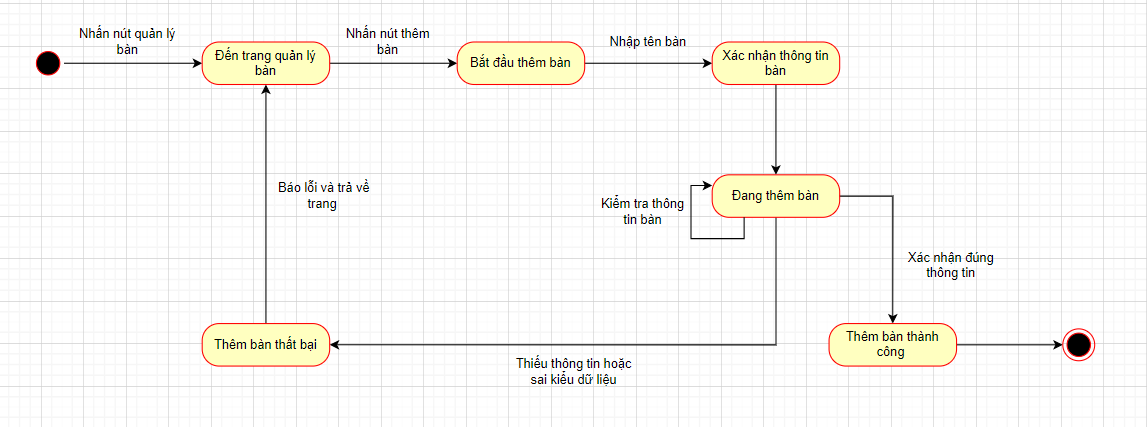 Nhấn nút quản lý
bàn
Đến trang quản lý
bàn
Nhấn nút thêm
bàn
Bắt đầu thêm bàn
Nhập tên bàn
Xác nhận thông tin
bàn
Báo lỗi và trả về
trang
Kiểm tra thông
tin bàn
Đang thêm bàn
Xác nhận đúng
thông tin
Thêm bàn thất bại
Thiếu thông tin hoặc
sai kiểu dữ liệu
Thêm bàn thành
công